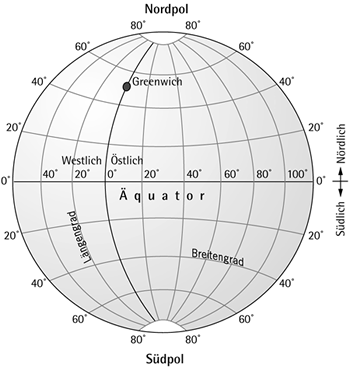 Nordpol
80° 80°
60° 60°
Greenwich
40° 40°
20° 20°
Westlich Östlich
0° 40° 20° 0° 20° 40° 60° 80° 100° 0°
Äquator
Südlich Nördlich
20° 20°
Längengrad
Breitengrad
40° 40°
60° 60°
80° 80°
Südpol